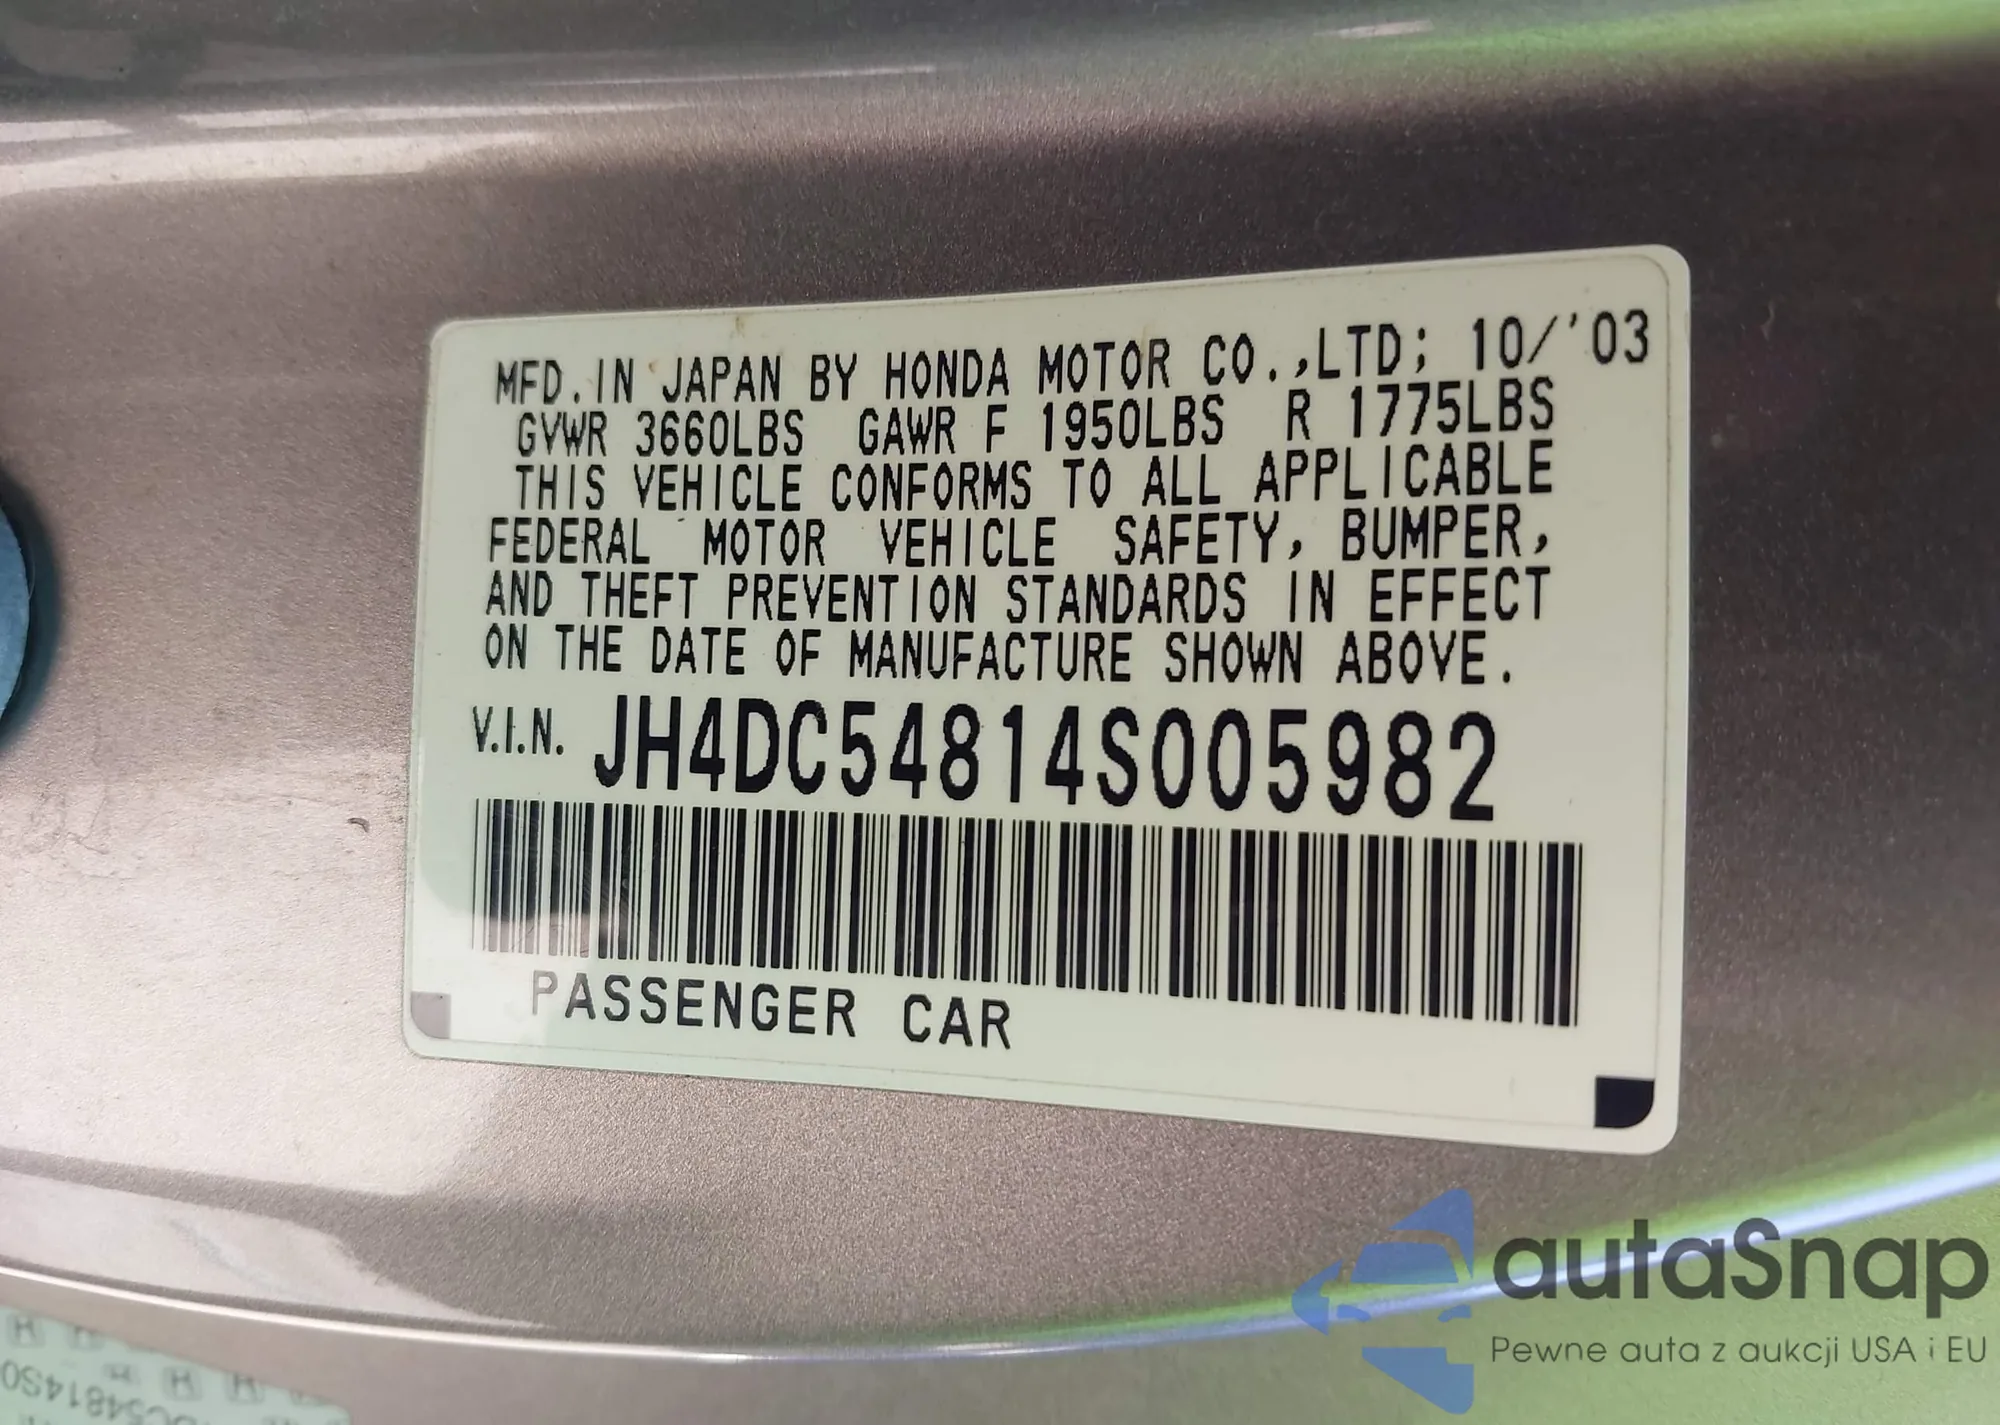 MFD. IN JAPAN BY HONDA MOTOR CO.,LTD; 10/'03
GVWR 3660LBS GAWR F 1950LBS R 1775LBS
THIS VEHICLE CONFORMS TO ALL APPLICABLE
FEDERAL MOTOR VEHICLE SAFETY, BUMPER,
AND THEFT PREVENTION STANDARDS IN EFFECT
ON THE DATE OF MANUFACTURE SHOWN ABOVE.
V.I.N. JH4DC54814S005982
PASSENGER CAR
autaSnap
Pewne auta z aukcji USA i EU